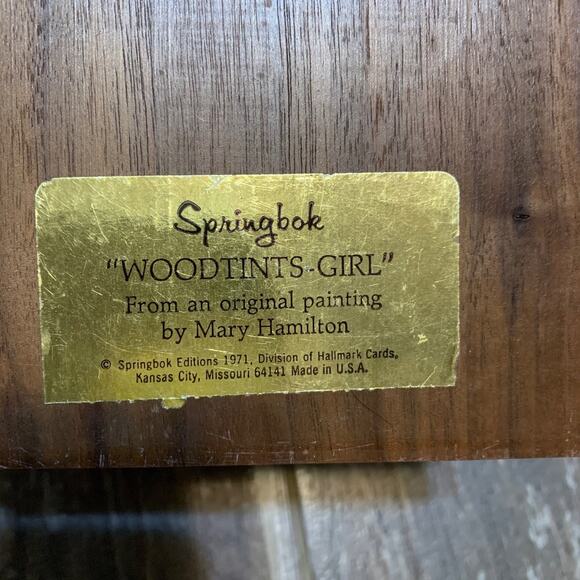 Springbok
"WOODTINTS-GIRL"
From an original painting
by Mary Hamilton
© Springbok Editions 1971, Division of Hallmark Cards,
Kansas City, Missouri 64141 Made in U.S.A.